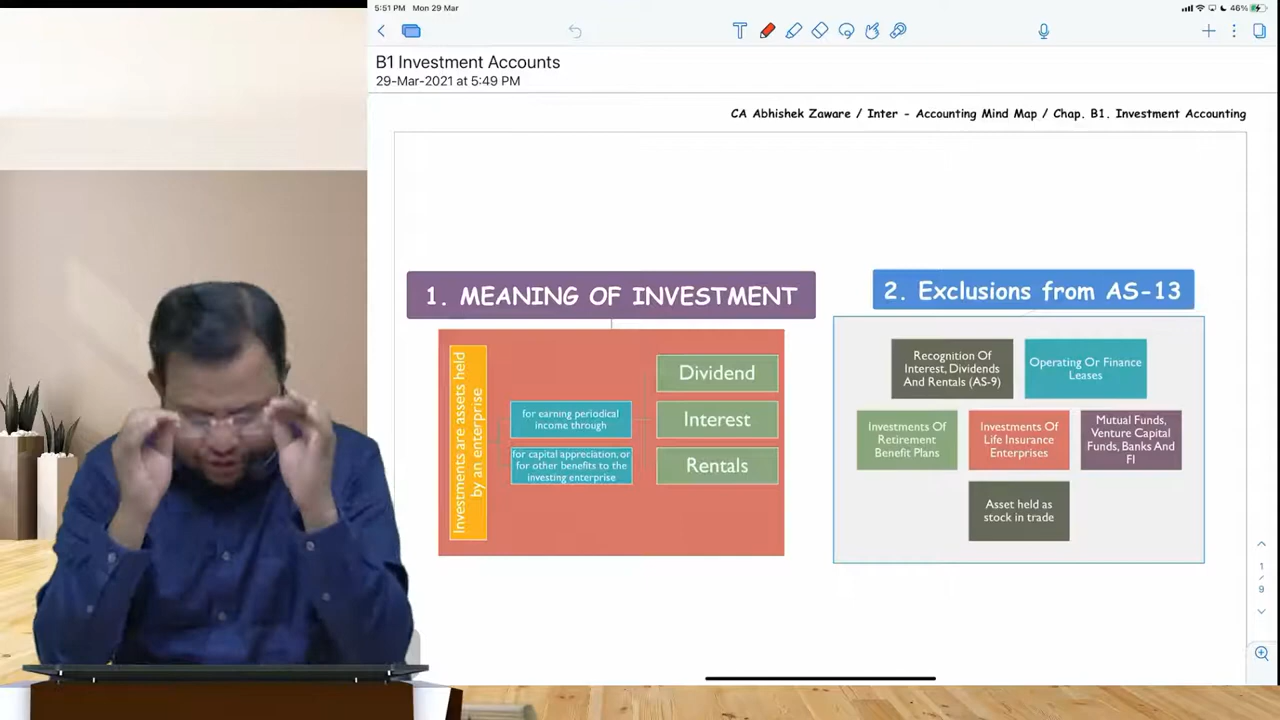 5:51 PM Mon 29 Mar
46%
B1 Investment Accounts
29-Mar-2021 at 5:49 PM
CA Abhishek Zaware / Inter - Accounting Mind Map / Chap. B1. Investment Accounting
1. MEANING OF INVESTMENT
Investments are assets held
by an enterprise
for earning periodical
income through
for capital appreciation, or
for other benefits to the
investing enterprise
Dividend
Interest
Rentals
2. Exclusions from AS-13
Recognition Of
Interest, Dividends
And Rentals (AS-9)
Operating Or Finance
Leases
Investments Of
Retirement
Benefit Plans
Investments Of
Life Insurance
Enterprises
Mutual Funds,
Venture Capital
Funds, Banks And
FI
Asset held as
stock in trade
1
/
9